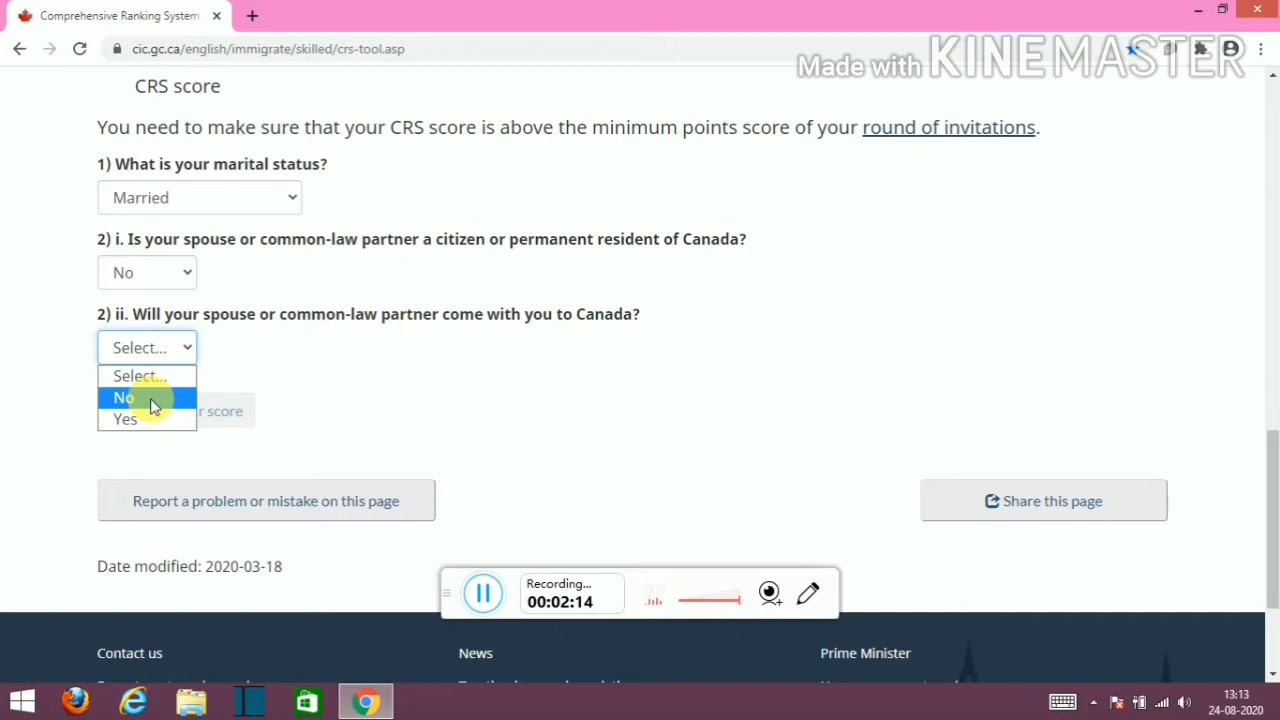 Comprehensive Ranking System
cic.gc.ca/english/immigrate/skilled/crs-tool.asp
Made with KINEMASTER
CRS score
You need to make sure that your CRS score is above the minimum points score of your round of invitations.
1) What is your marital status?
Married
2) i. Is your spouse or common-law partner a citizen or permanent resident of Canada?
No
2) ii. Will your spouse or common-law partner come with you to Canada?
Select...
Select...
No
r score
Yes
Report a problem or mistake on this page
Share this page
Date modified: 2020-03-18
Recording...
00:02:14
Contact us
News
Prime Minister
13:13
24-08-2020